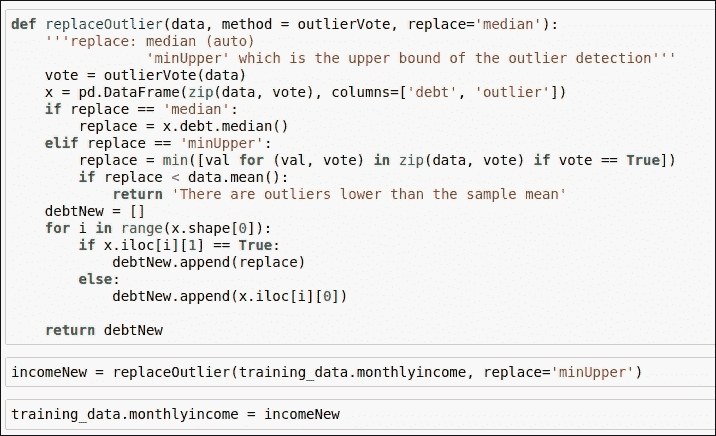 def replaceOutlier(data, method = outlierVote, replace='median'):
    '''replace: median (auto)
                'minUpper' which is the upper bound of the outlier detection'''
    vote = outlierVote(data)
    x = pd.DataFrame(zip(data, vote), columns=['debt', 'outlier'])
    if replace == 'median':
        replace = x.debt.median()
    elif replace == 'minUpper':
        replace = min([val for (val, vote) in zip(data, vote) if vote == True])
        if replace < data.mean():
            return 'There are outliers lower than the sample mean'
    debtNew = []
    for i in range(x.shape[0]):
        if x.iloc[i][1] == True:
            debtNew.append(replace)
        else:
            debtNew.append(x.iloc[i][0])

    return debtNew
incomeNew = replaceOutlier(training_data.monthlyincome, replace='minUpper')
training_data.monthlyincome = incomeNew